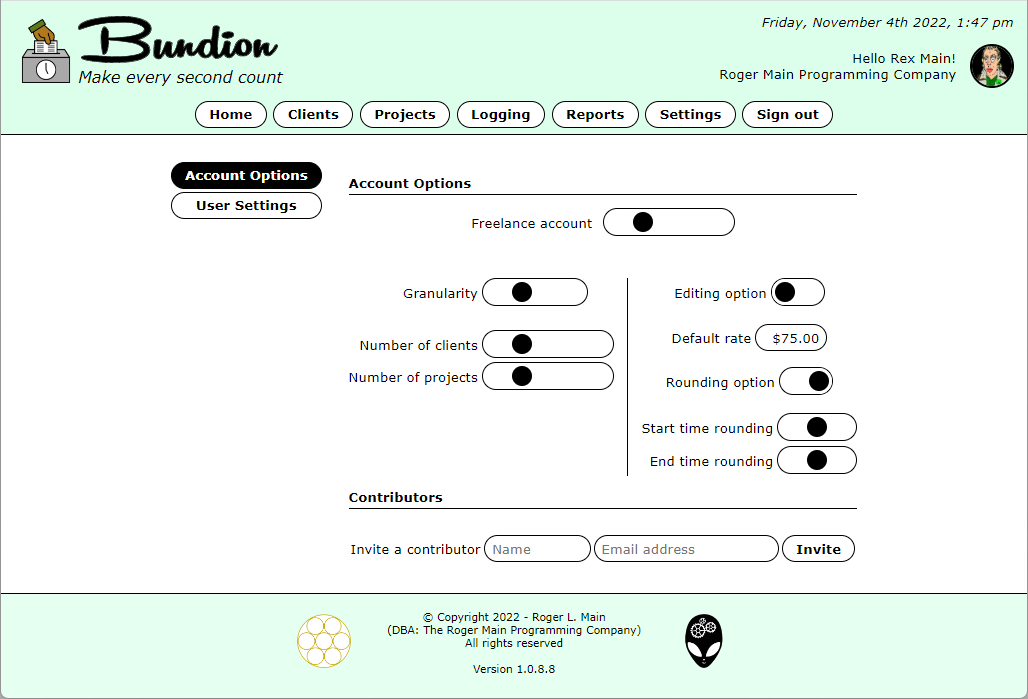 Friday, November 4th 2022, 1:47 pm
Bundion
Make every second count
Hello Rex Main!
Roger Main Programming Company
Home Clients Projects Logging Reports Settings Sign out
Account Options
User Settings
Account Options
Freelance account
Granularity
Number of clients
Number of projects
Editing option
Default rate $75.00
Rounding option
Start time rounding
End time rounding
Contributors
Invite a contributor Name Email address Invite
© Copyright 2022 - Roger L. Main
(DBA: The Roger Main Programming Company)
All rights reserved
Version 1.0.8.8